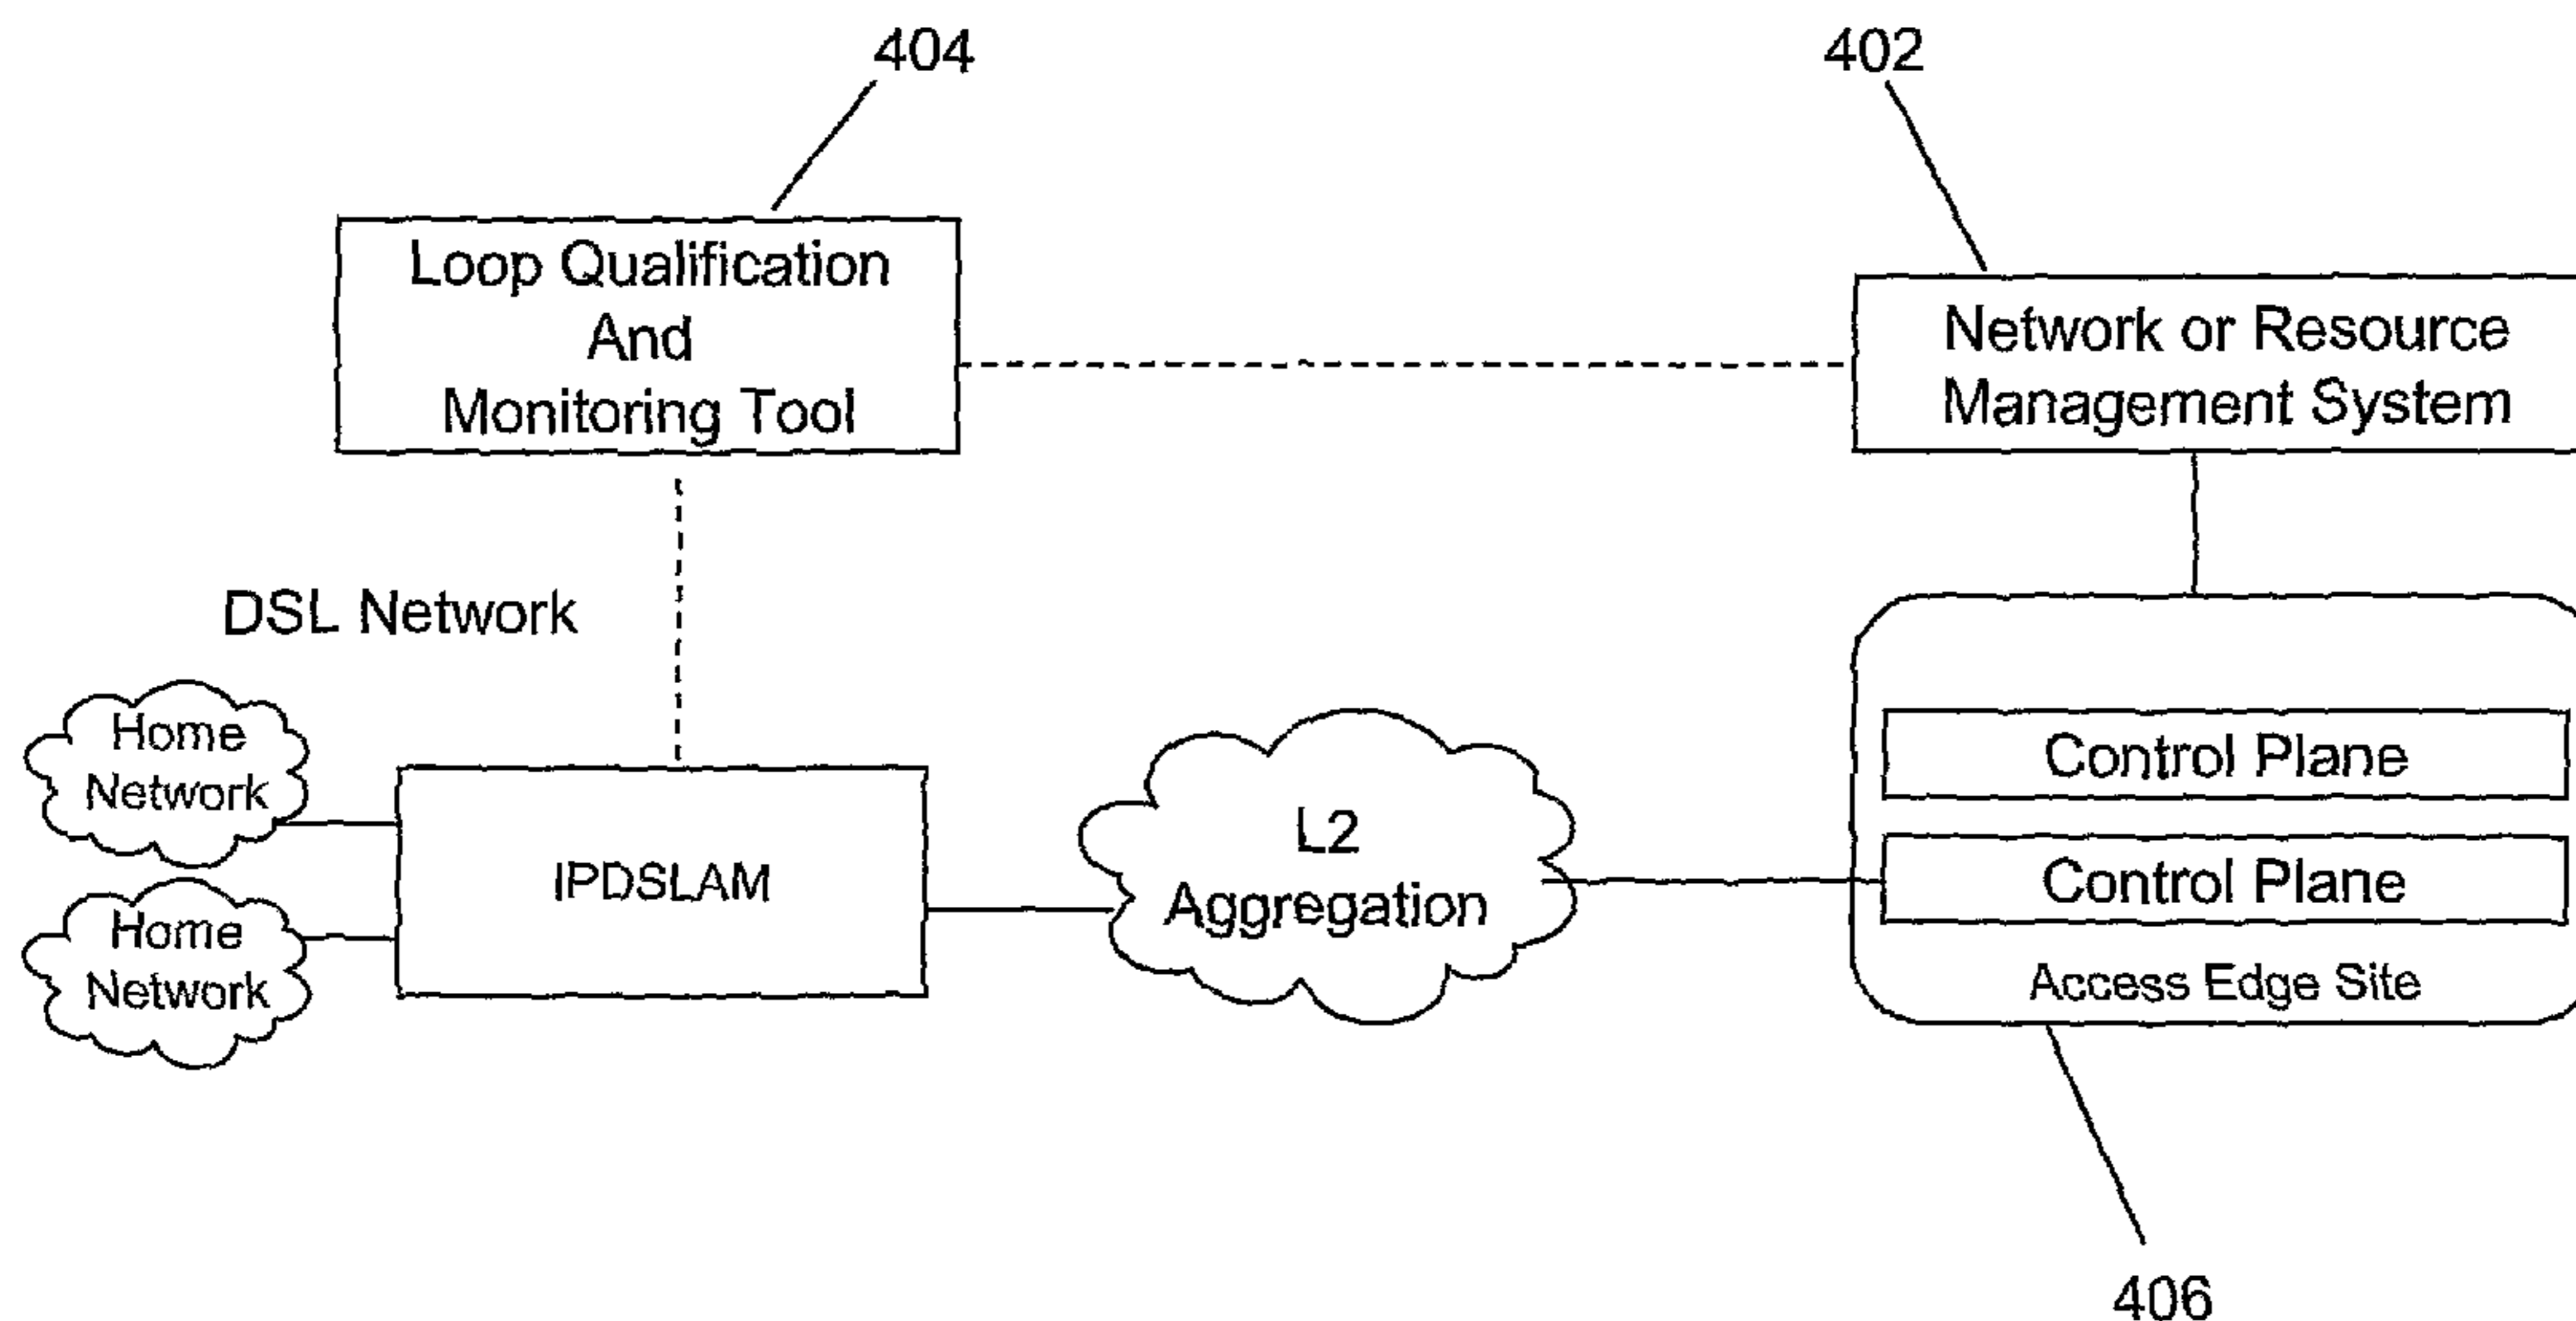 404
402
Loop Qualification
And
Monitoring Tool
Network or Resource
Management System
DSL Network
Home
Network
IPDSLAM
Home
Network
L2
Aggregation
Control Plane
Control Plane
Access Edge Site
406